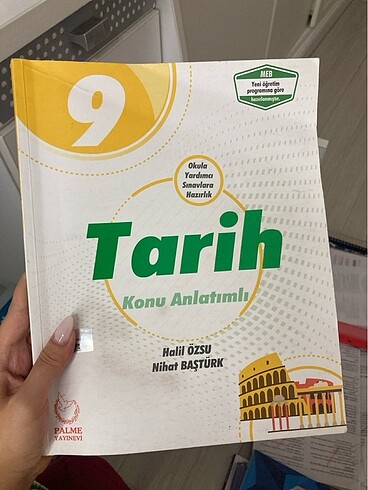 9
MEB
Yeni öğretim
programına göre
hazırlanmıştır.
Okula
Yardımcı
Sınavlara
Hazırlık
Tarih
Konu Anlatımlı
Halil ÖZSU
Nihat BAŞTÜRK
PALME
YAYINEVİ